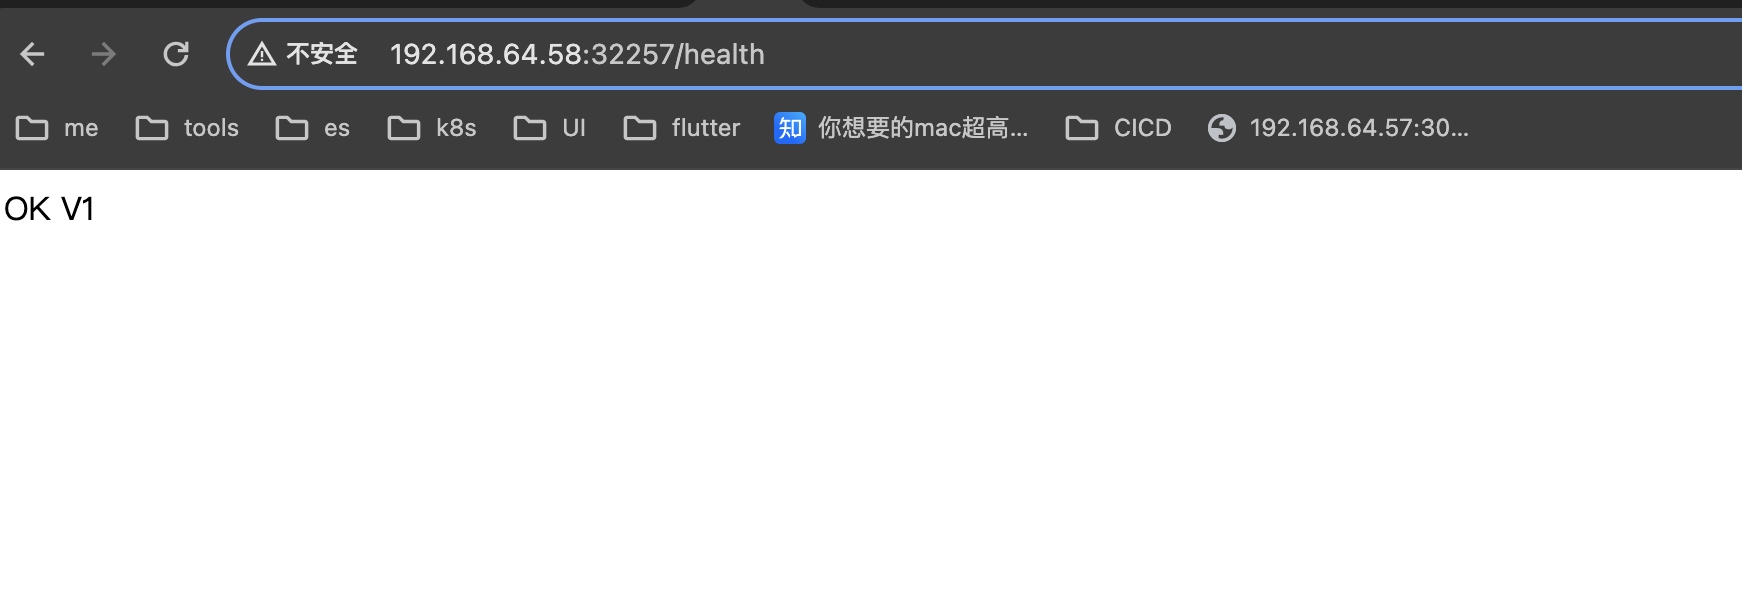 不安全 192.168.64.58:32257/health
me tools es k8s UI flutter 知 你想要的mac超高... CICD 192.168.64.57:30...
OK V1